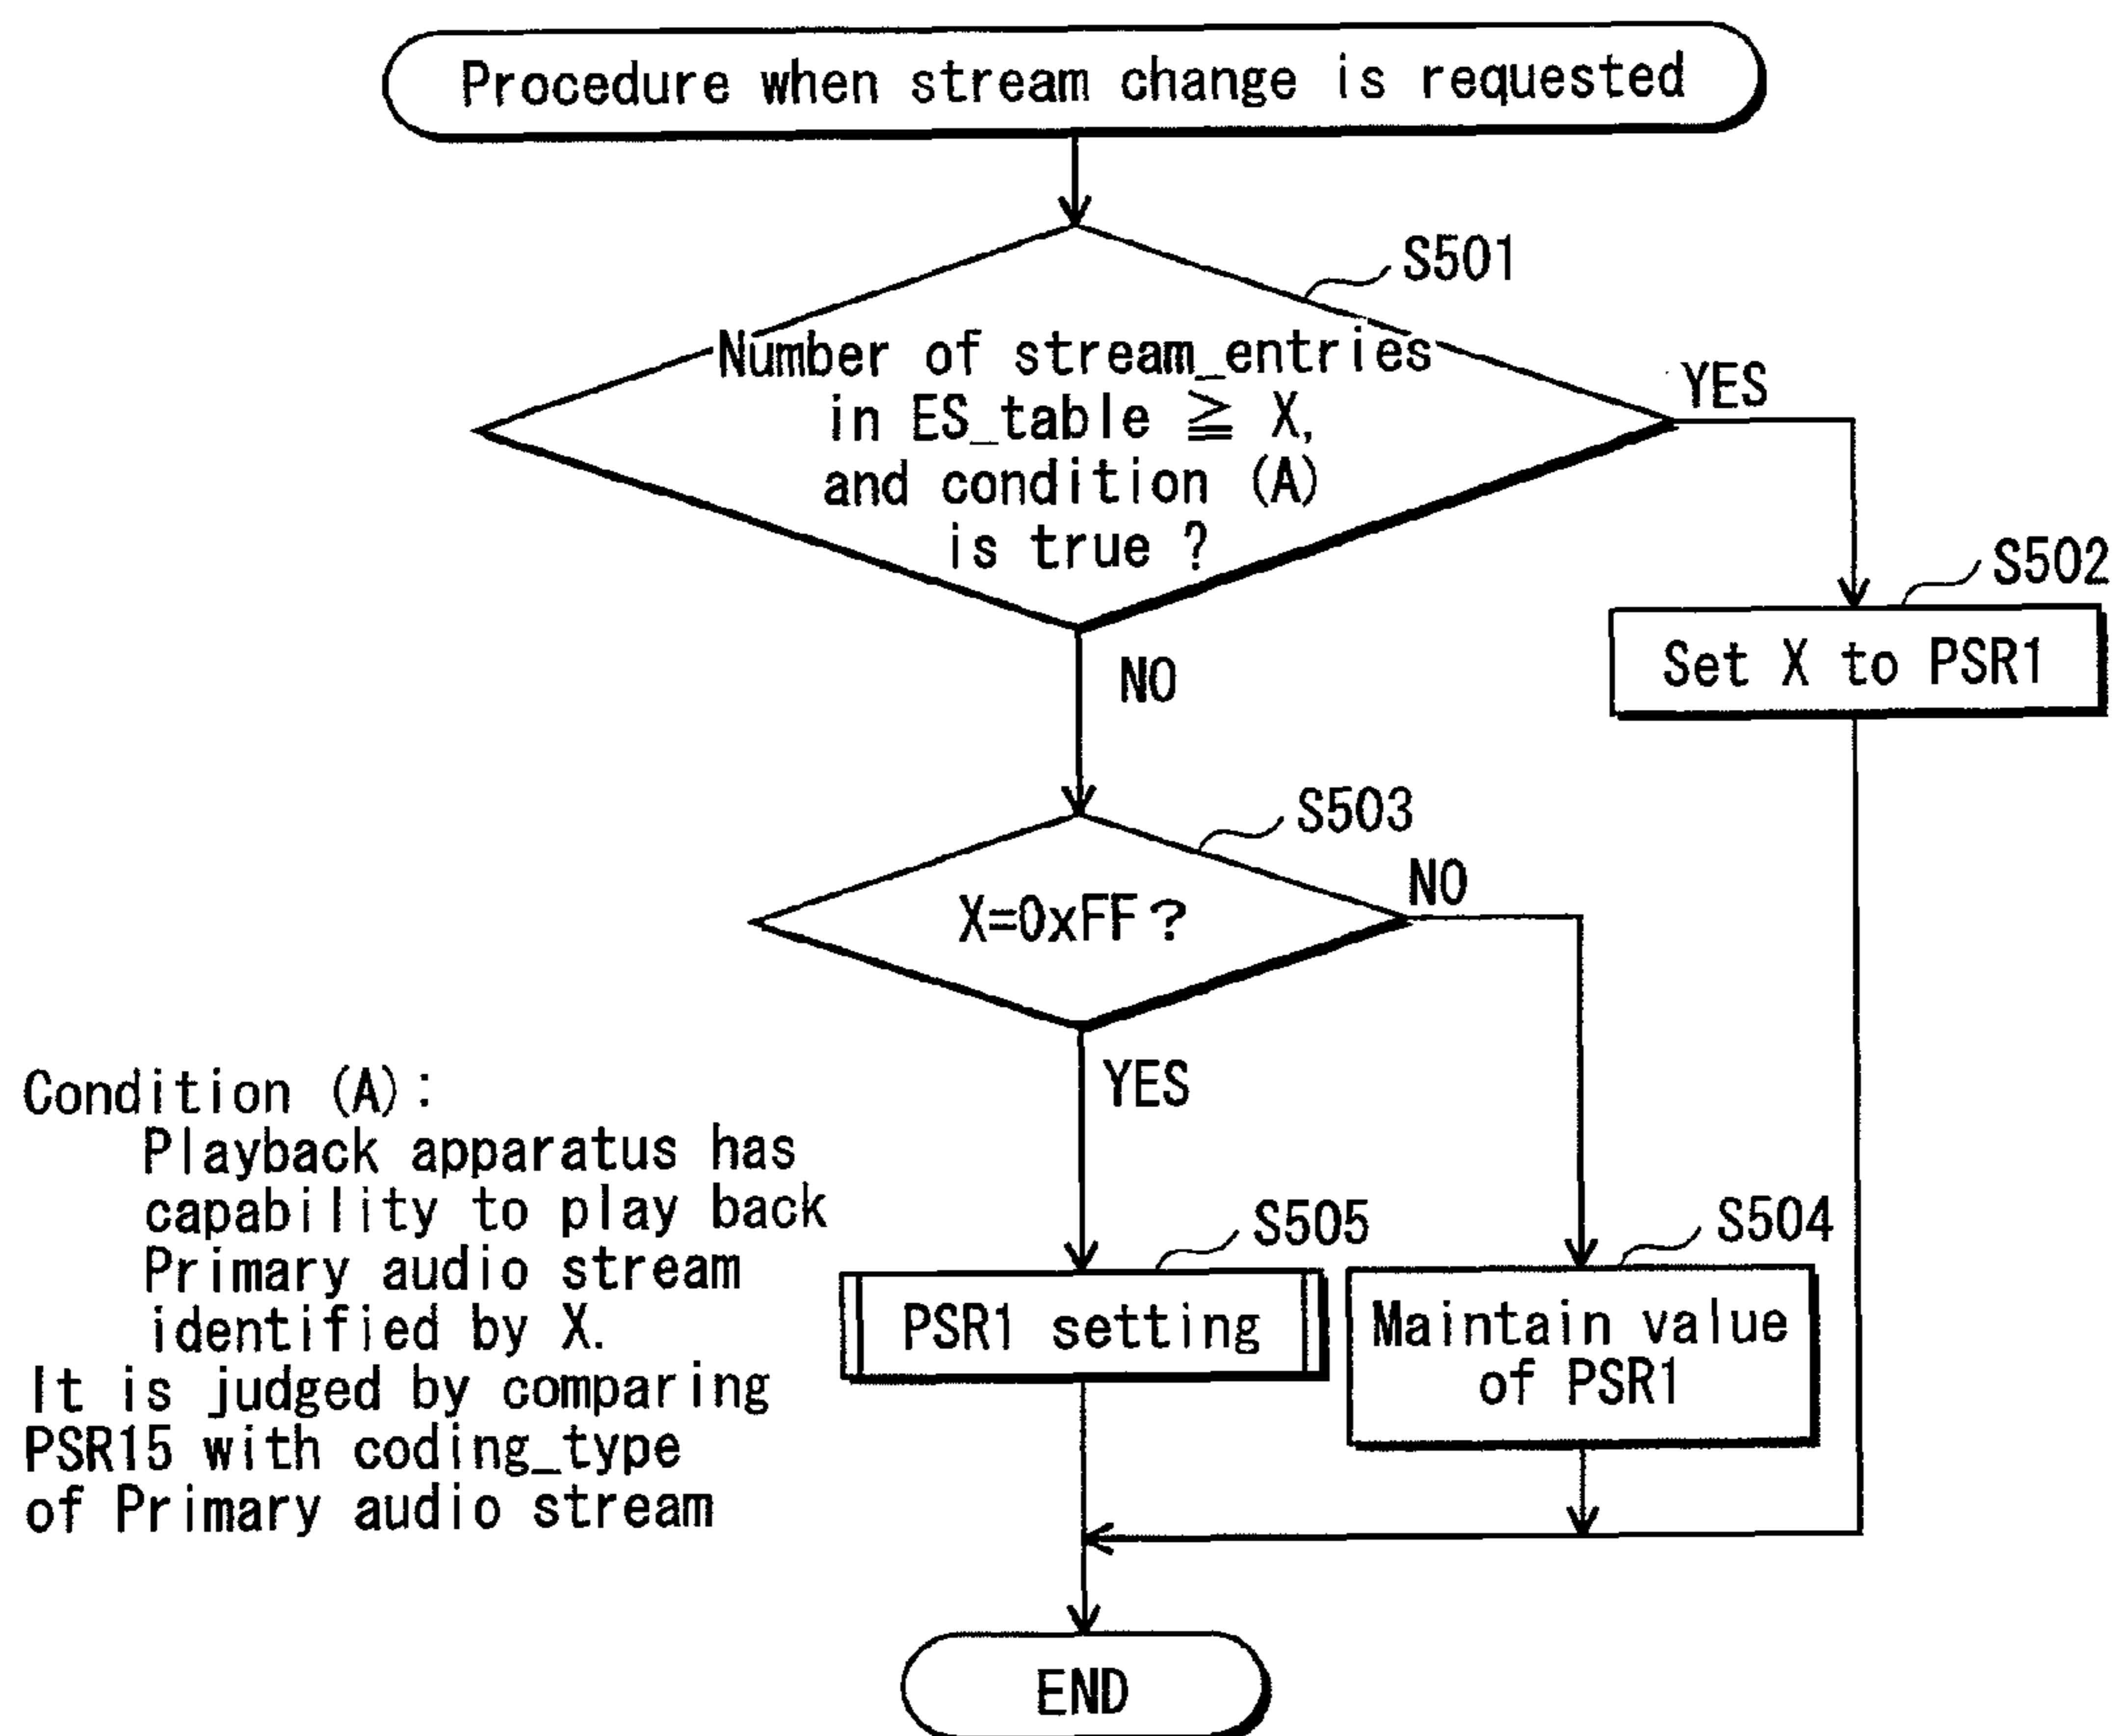 Procedure when stream change is requested
S501
Number of stream_entries
in ES_table ≧ X,
and condition (A)
is true ?
YES
S502
Set X to PSR1
NO
S503
X=0xFF?
NO
YES
Condition (A):
Playback apparatus has
capability to play back
Primary audio stream
identified by X.
It is judged by comparing
PSR15 with coding_type
of Primary audio stream
S505
PSR1 setting
S504
Maintain value
of PSR1
END